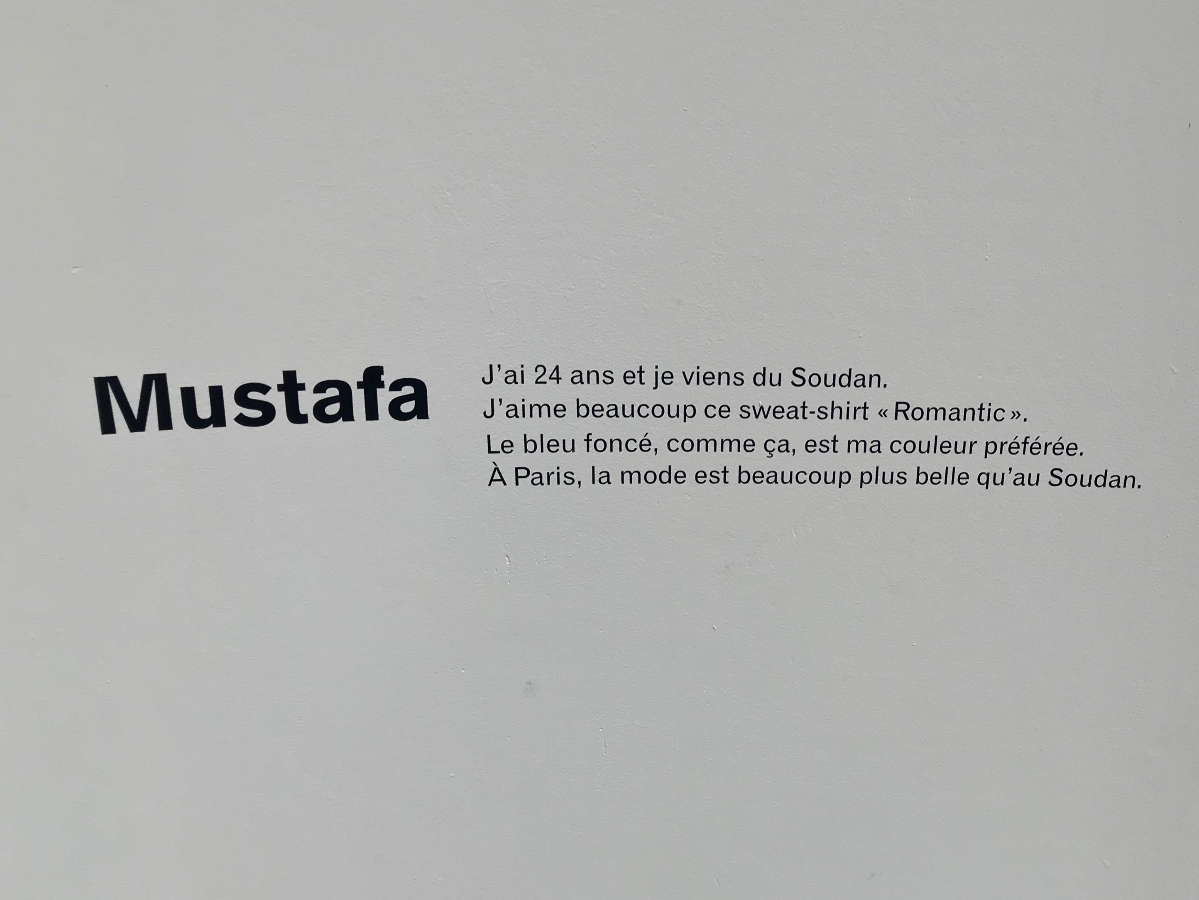 Mustafa
J’ai 24 ans et je viens du Soudan.
J’aime beaucoup ce sweat-shirt « Romantic ».
Le bleu foncé, comme ça, est ma couleur préférée.
À Paris, la mode est beaucoup plus belle qu’au Soudan.